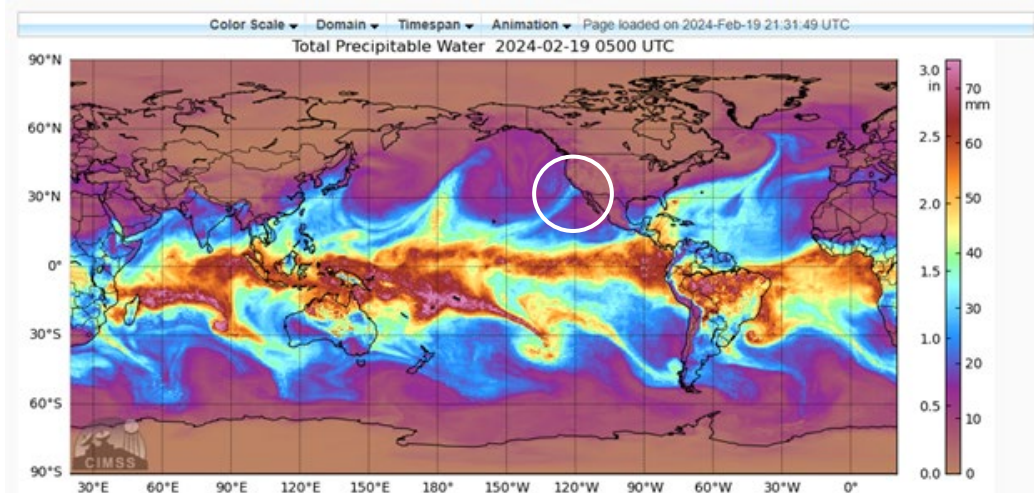 Color Scale Domain Timespan Animation Page loaded on 2024-Feb-19 21:31:49 UTC
Total Precipitable Water 2024-02-19 0500 UTC
90°N
60°N
30°N
0°
30°S
60°S
90°S
30°E 60°E 90°E 120°E 150°E 180° 150°W 120°W 90°W 60°W 30°W 0°
CIMSS
3.0
in
2.5
2.0
1.5
1.0
0.5
0.0
70
mm
60
50
40
30
20
10
0